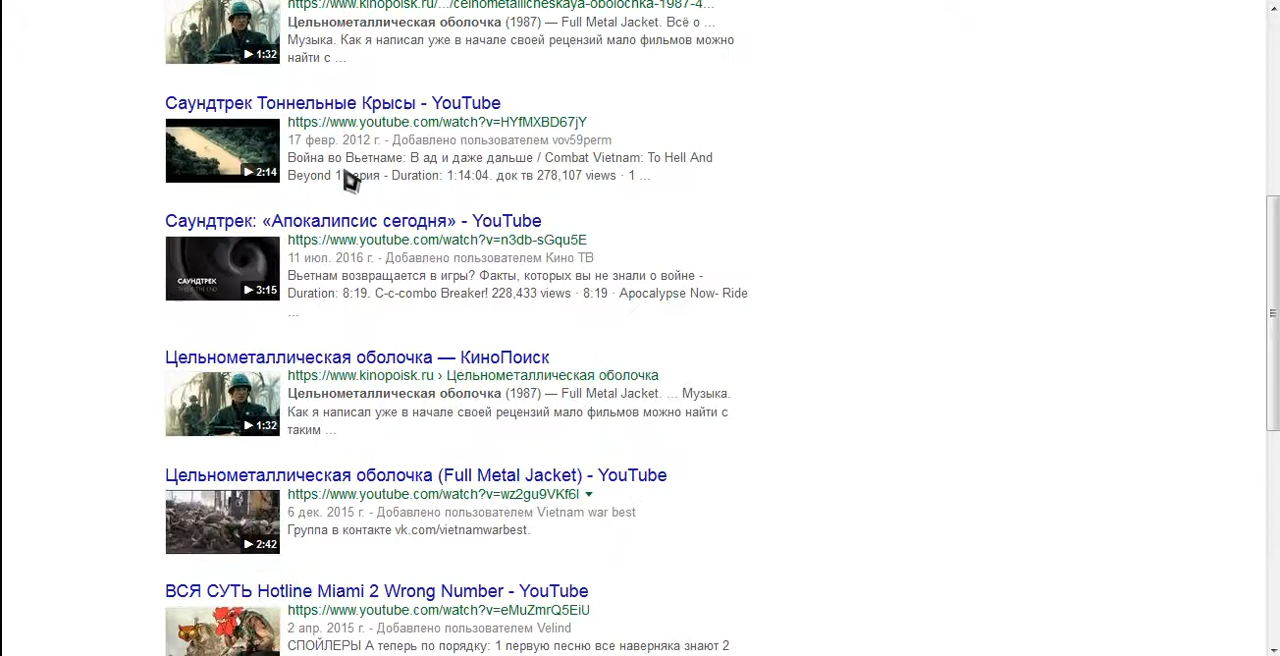 https://www.kinopoisk.ru/.../celnometallicheskaya-obolochka-1987-4...
Цельнометаллическая оболочка (1987) — Full Metal Jacket. Всё о ...
Музыка. Как я написал уже в начале своей рецензий мало фильмов можно
найти с ...
1:32
Саундтрек Тоннельные Крысы - YouTube
https://www.youtube.com/watch?v=HYfMXBD67jY
17 февр. 2012 г. - Добавлено пользователем vov59perm
Война во Вьетнаме: В ад и даже дальше / Combat Vietnam: To Hell And
Beyond 1 серия - Duration: 1:14:04. док тв 278,107 views · 1 ...
2:14
Саундтрек: «Апокалипсис сегодня» - YouTube
https://www.youtube.com/watch?v=n3db-sGqu5E
11 июл. 2016 г. - Добавлено пользователем Кино ТВ
Вьетнам возвращается в игры? Факты, которых вы не знали о войне -
Duration: 8:19. C-c-combo Breaker! 228,433 views · 8:19 · Apocalypse Now- Ride
...
САУНДТРЕК
3:15
Цельнометаллическая оболочка — КиноПоиск
https://www.kinopoisk.ru › Цельнометаллическая оболочка
Цельнометаллическая оболочка (1987) — Full Metal Jacket. ... Музыка.
Как я написал уже в начале своей рецензий мало фильмов можно найти с
таким ...
1:32
Цельнометаллическая оболочка (Full Metal Jacket) - YouTube
https://www.youtube.com/watch?v=wz2gu9VKf6I
6 дек. 2015 г. - Добавлено пользователем Vietnam war best
Группа в контакте vk.com/vietnamwarbest.
2:42
ВСЯ СУТЬ Hotline Miami 2 Wrong Number - YouTube
https://www.youtube.com/watch?v=eMuZmrQ5EiU
2 апр. 2015 г. - Добавлено пользователем Velind
СПОЙЛЕРЫ А теперь по порядку: 1 первую песню все наверняка знают 2